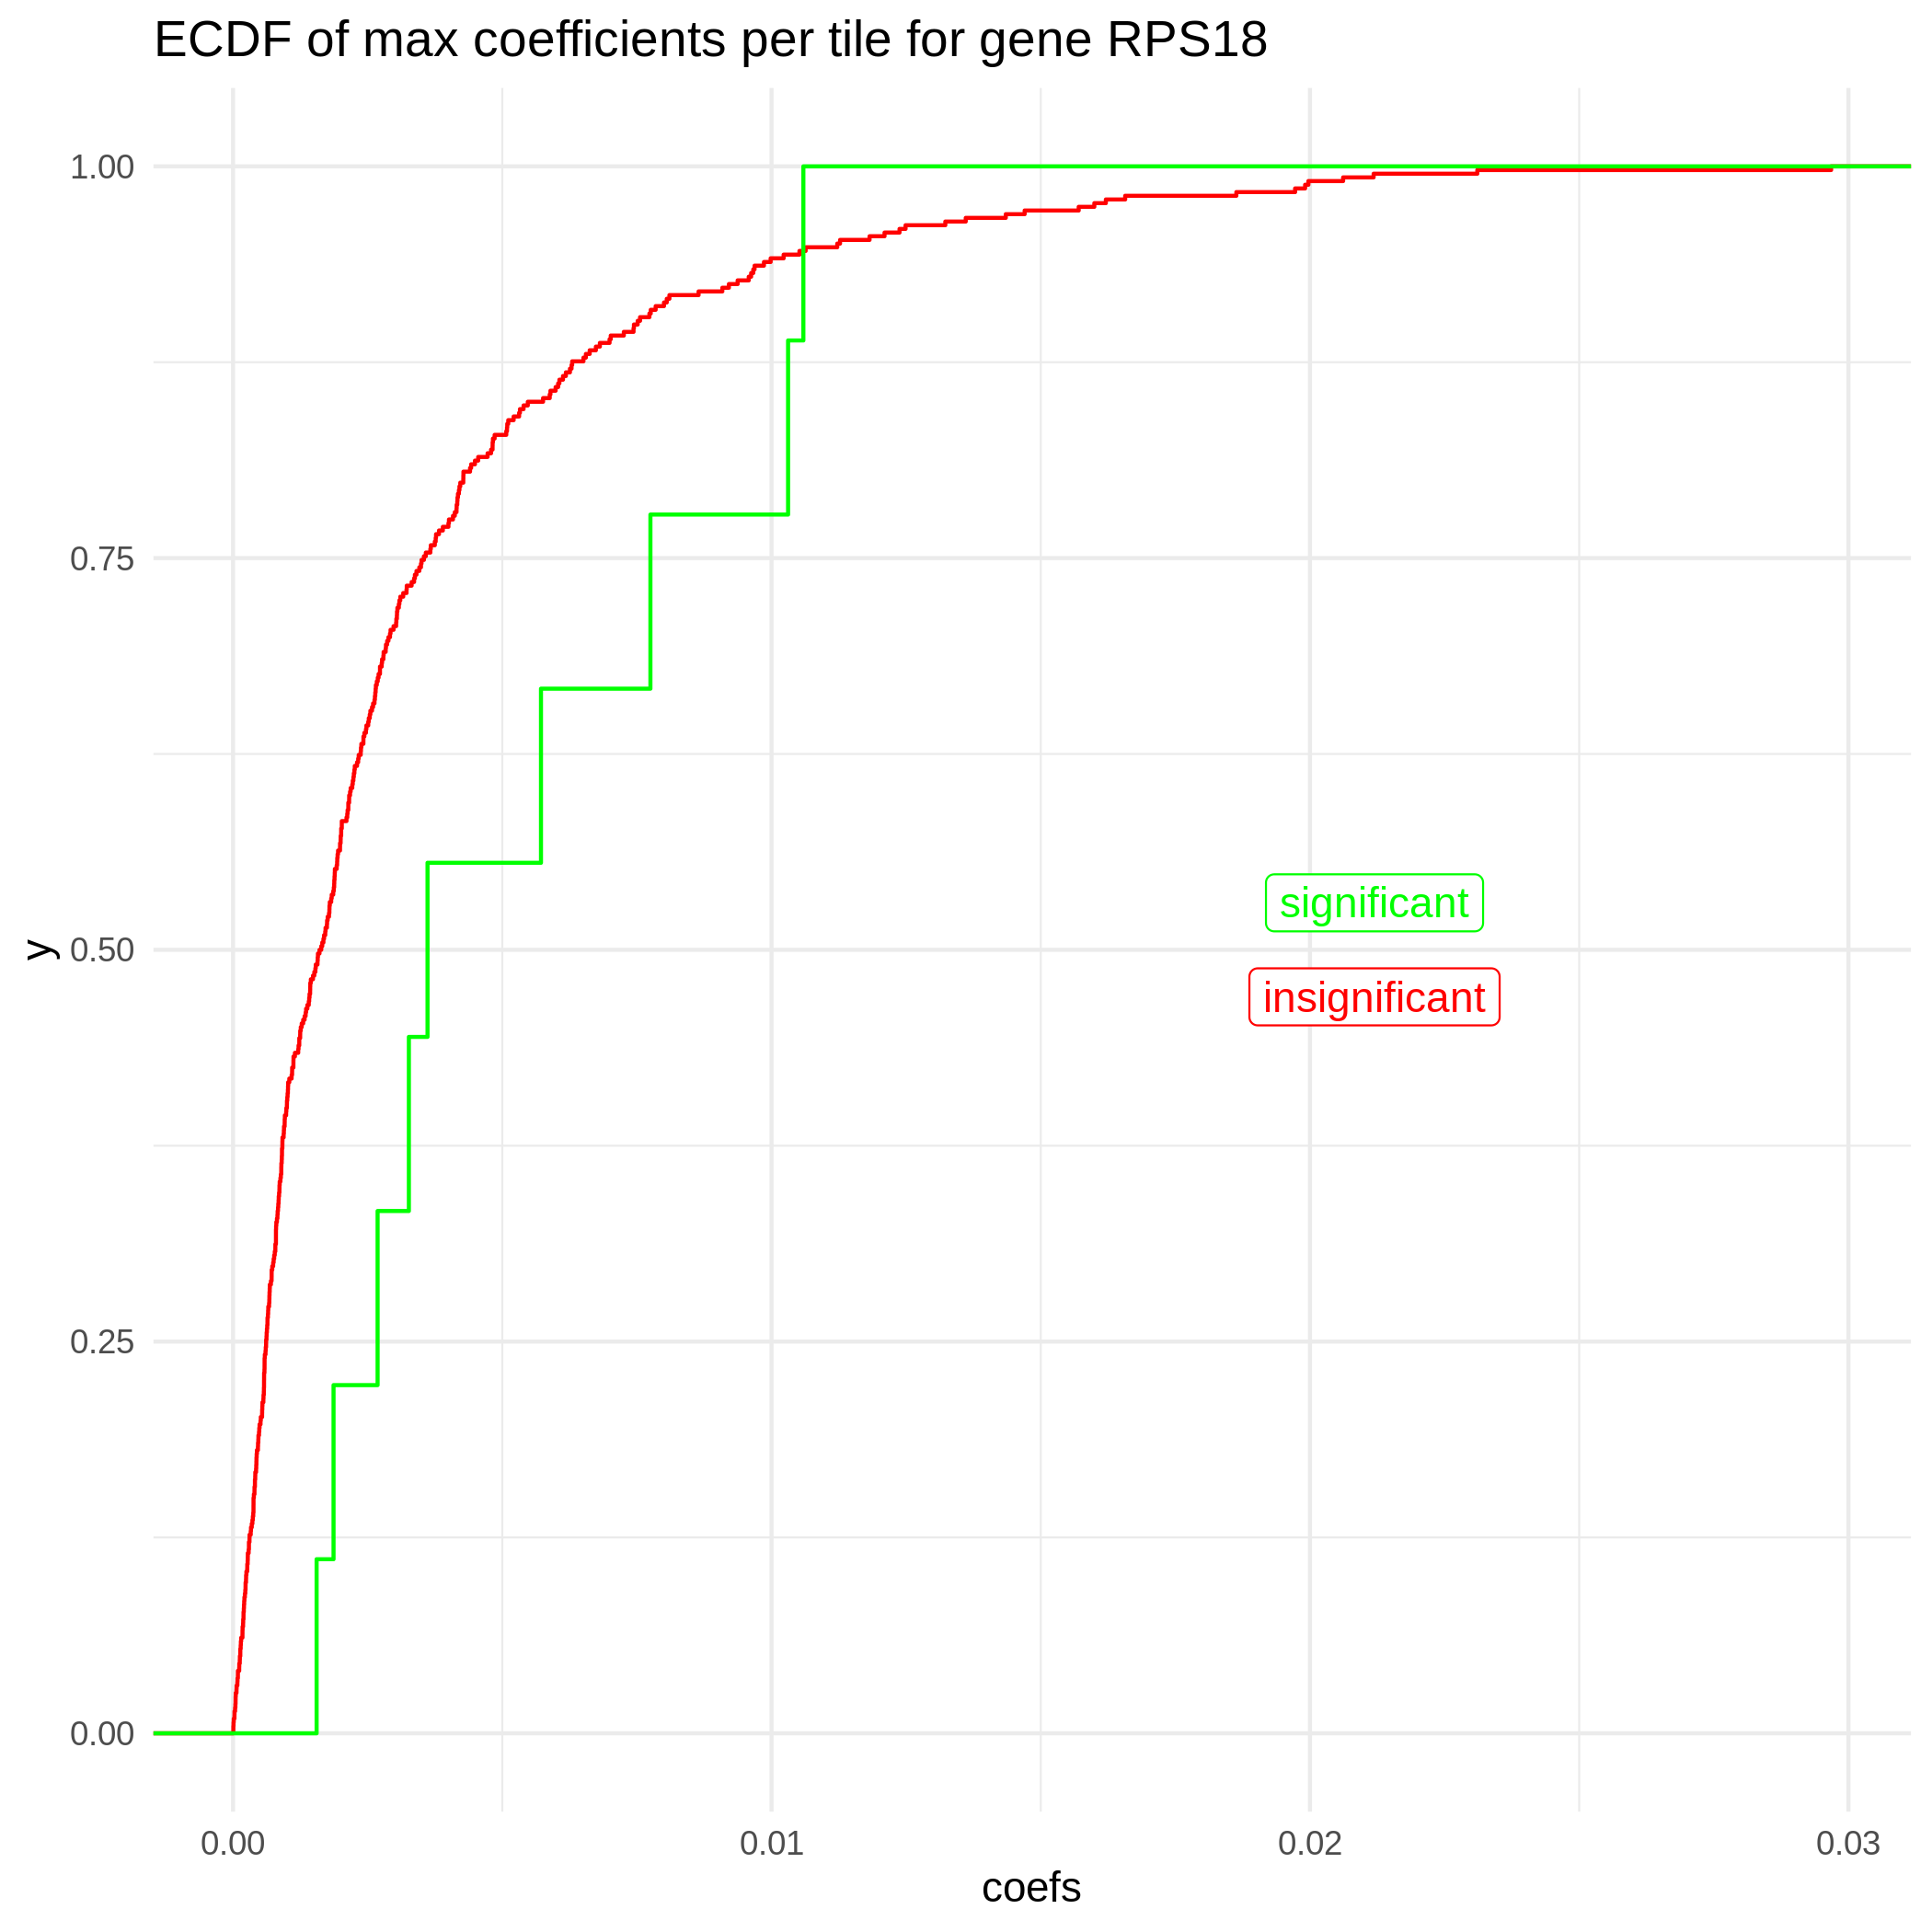 ECDF of max coefficients per tile for gene RPS18
1.00
0.75
0.50
0.25
0.00
y
significant
insignificant
0.00 0.01 0.02 0.03
coefs